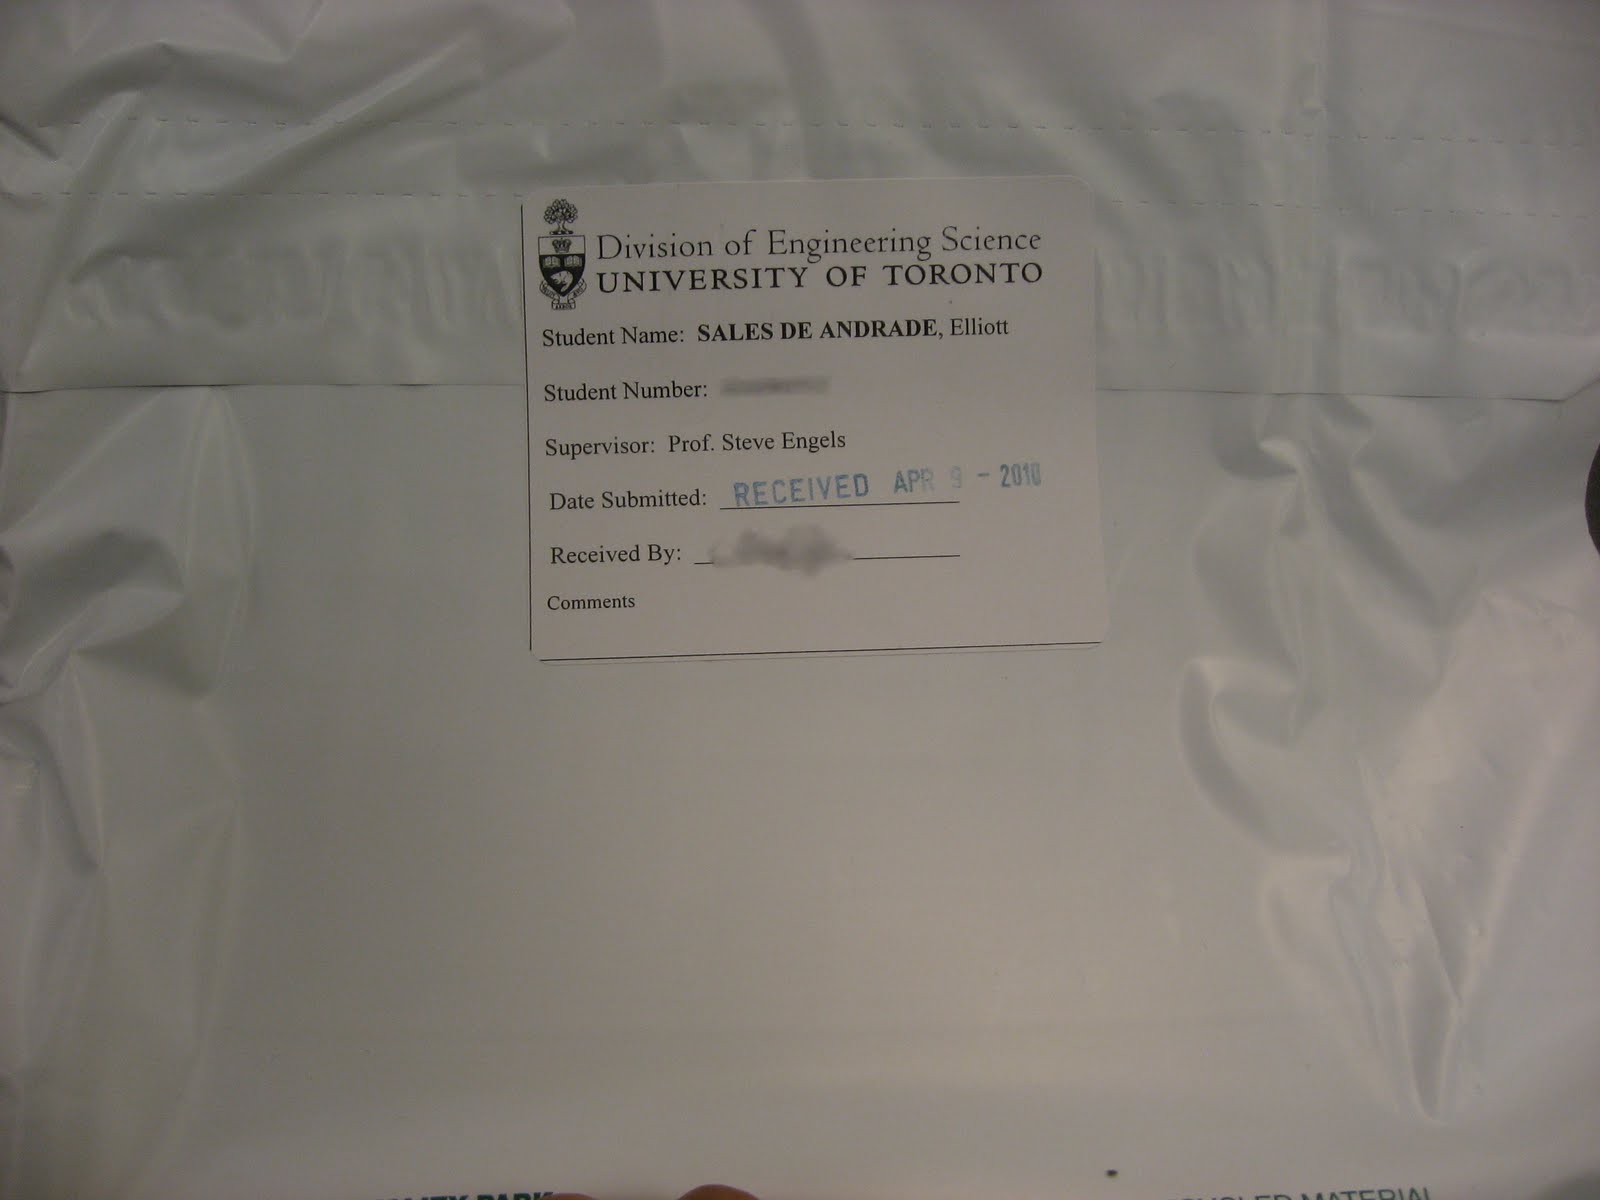 Division of Engineering Science
UNIVERSITY OF TORONTO
Student Name: SALES DE ANDRADE, Elliott
Student Number:
Supervisor: Prof. Steve Engels
Date Submitted: RECEIVED APR 9 - 2010
Received By:
Comments
MATERIAL